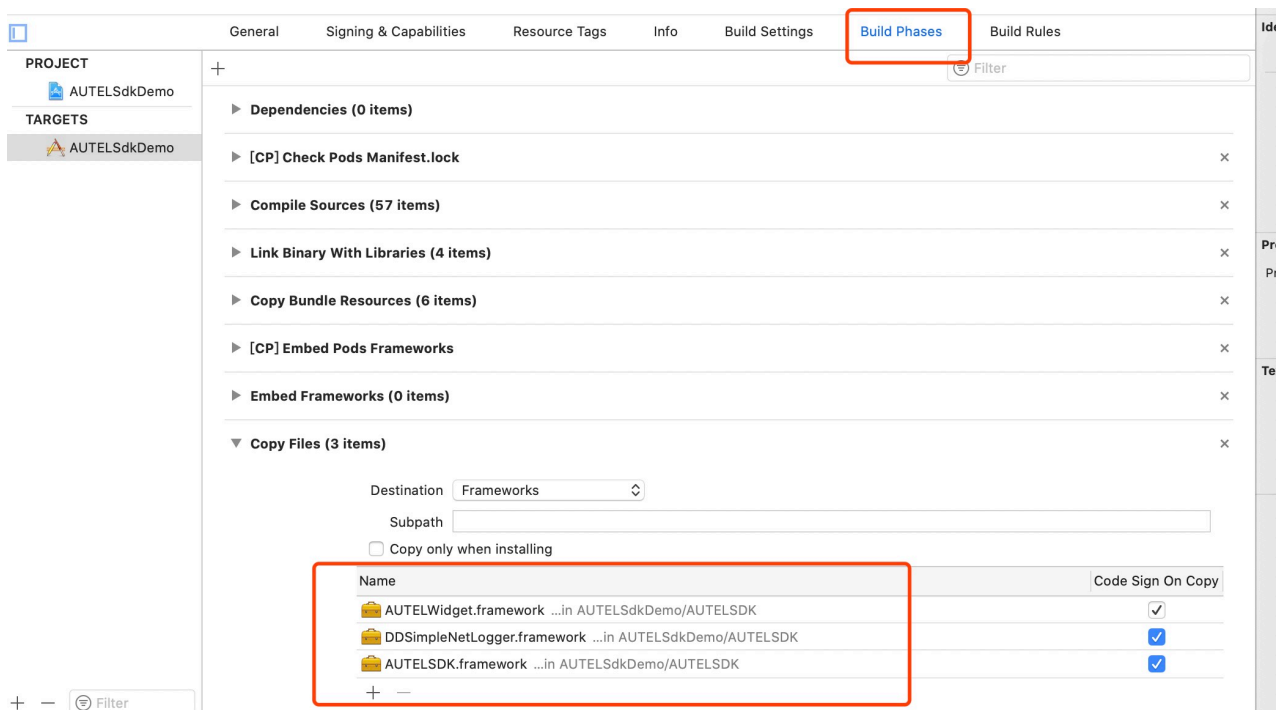 General Signing & Capabilities Resource Tags Info Build Settings Build Phases Build Rules
PROJECT
AUTELSdkDemo
TARGETS
AUTELSdkDemo
Filter
Dependencies (0 items)
[CP] Check Pods Manifest.lock
Compile Sources (57 items)
Link Binary With Libraries (4 items)
Copy Bundle Resources (6 items)
[CP] Embed Pods Frameworks
Embed Frameworks (0 items)
Copy Files (3 items)
Destination Frameworks
Subpath
Copy only when installing
Name Code Sign On Copy
AUTELWidget.framework ...in AUTELSdkDemo/AUTELSDK
DDSimpleNetLogger.framework ...in AUTELSdkDemo/AUTELSDK
AUTELSDK.framework ...in AUTELSdkDemo/AUTELSDK
Filter